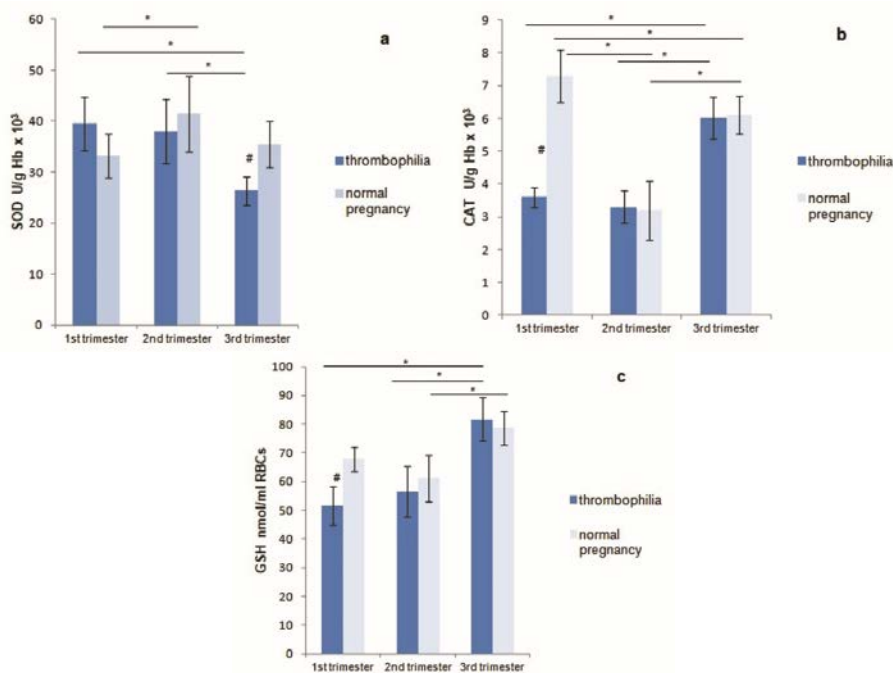 60
50
40
30
20
10
0
SOD U/g Hb x 10³
*
*
*
a
#
thrombophilia
normal
pregnancy
1st trimester 2nd trimester 3rd trimester
9
8
7
6
5
4
3
2
1
0
CAT U/g Hb x 10³
*
*
*
*
*
b
#
thrombophilia
normal
pregnancy
1st trimester 2nd trimester 3rd trimester
100
90
80
70
60
50
40
30
20
10
0
GSH nmol/ml RBCs
*
*
*
c
#
thrombophilia
normal
pregnancy
1st trimester 2nd trimester 3rd trimester